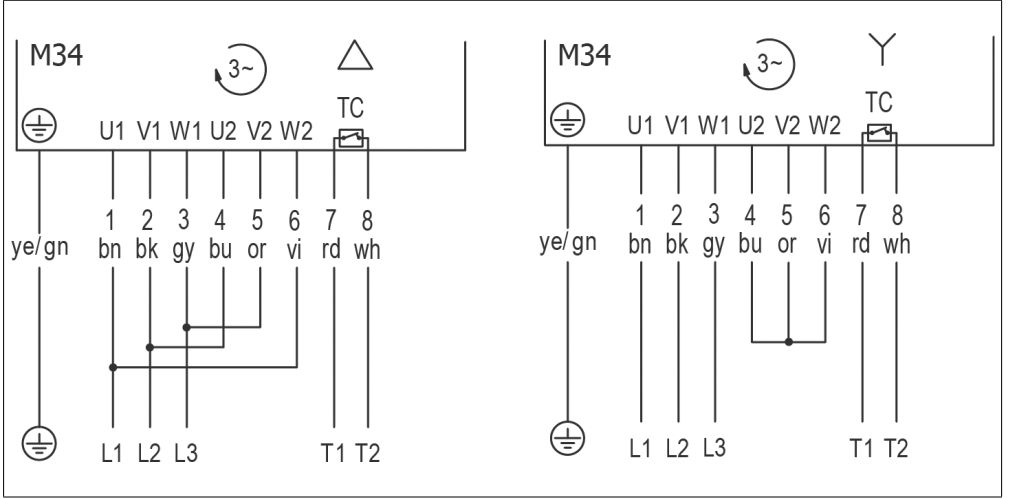 M34 3~
TC
U1 V1 W1 U2 V2 W2
1 2 3 4 5 6 7 8
ye/gn bn bk gy bu or vi rd wh
L1 L2 L3 T1 T2
M34 3~
TC
U1 V1 W1 U2 V2 W2
1 2 3 4 5 6 7 8
ye/gn bn bk gy bu or vi rd wh
L1 L2 L3 T1 T2